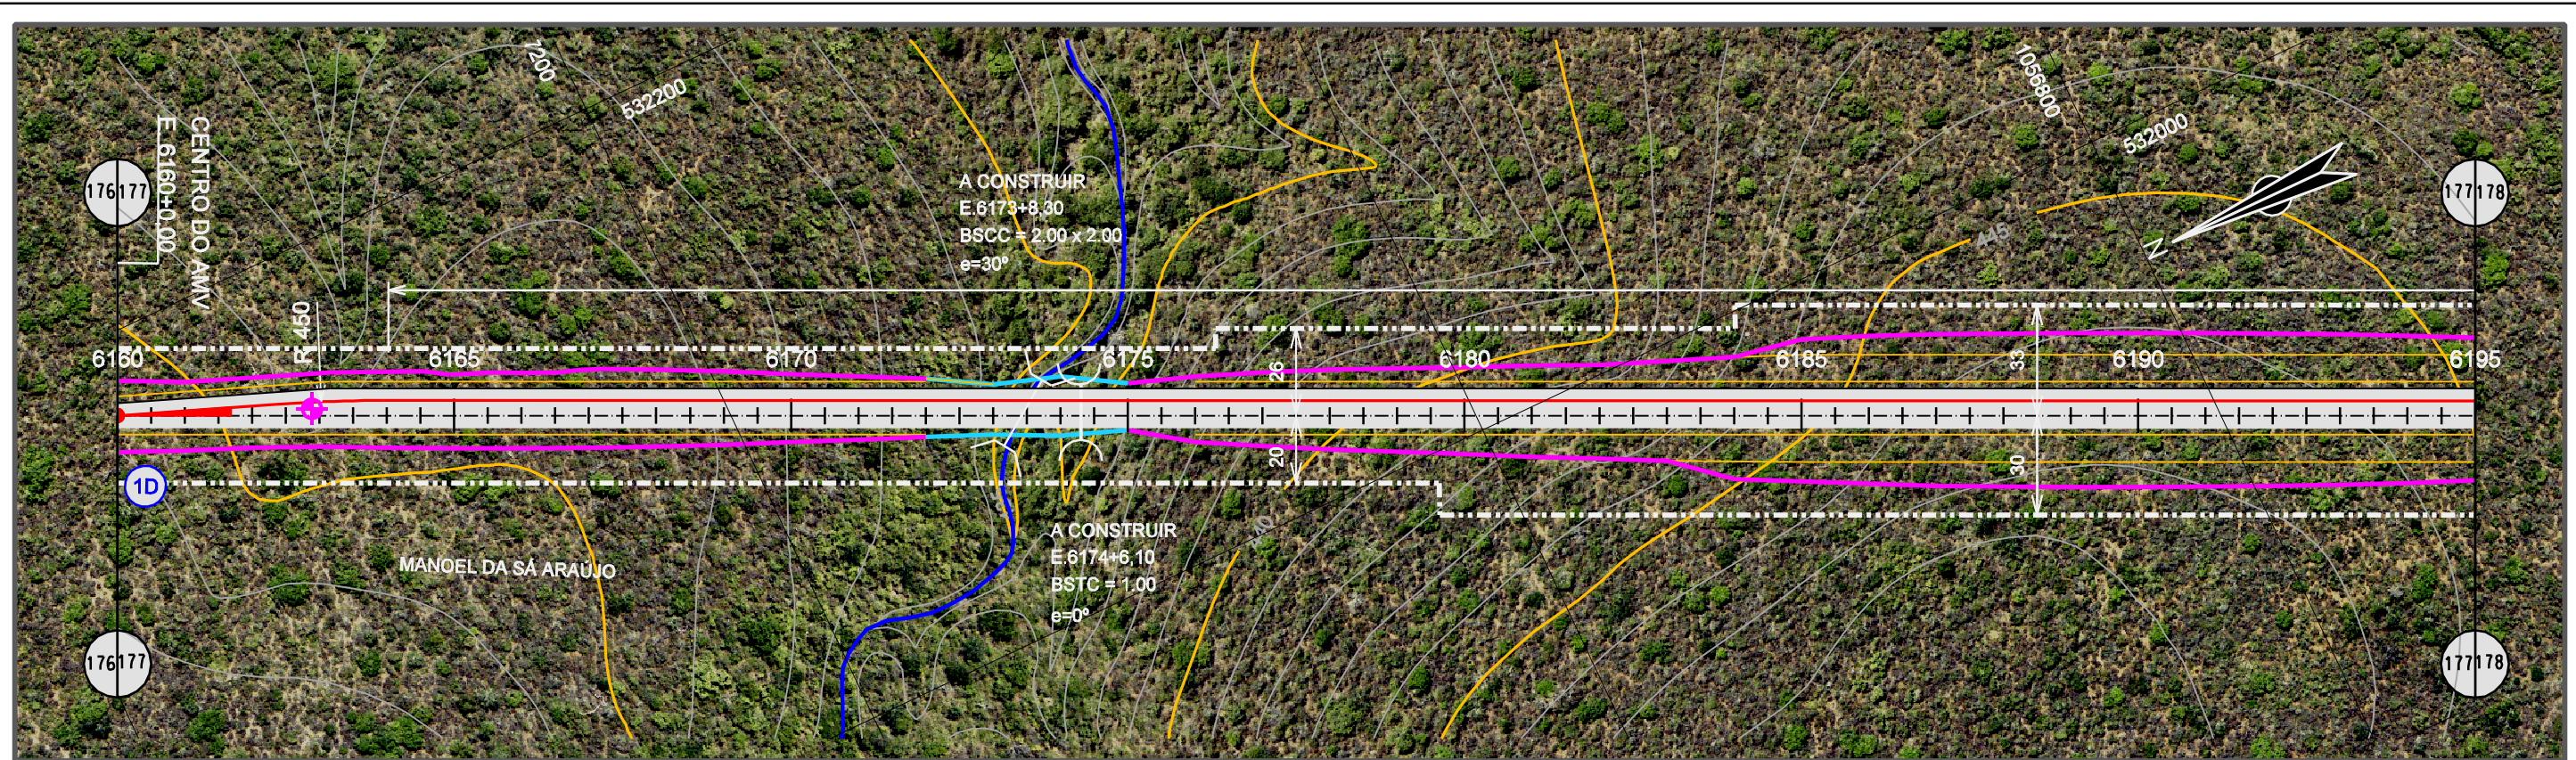 7200
532200
1056800
532000
CENTRO DO AMV
E.6160+0.00
176 177
177 178
N
A CONSTRUIR
E.6173+8,30
BSCC = 2.00 x 2.00
e=30º
445
R 450
6160
6165
6170
6175
6180
6185
6190
6195
26
33
20
30
1D
MANOEL DA SÁ ARAÚJO
A CONSTRUIR
E.6174+6,10
BSTC = 1.00
e=0º
176 177
177 178